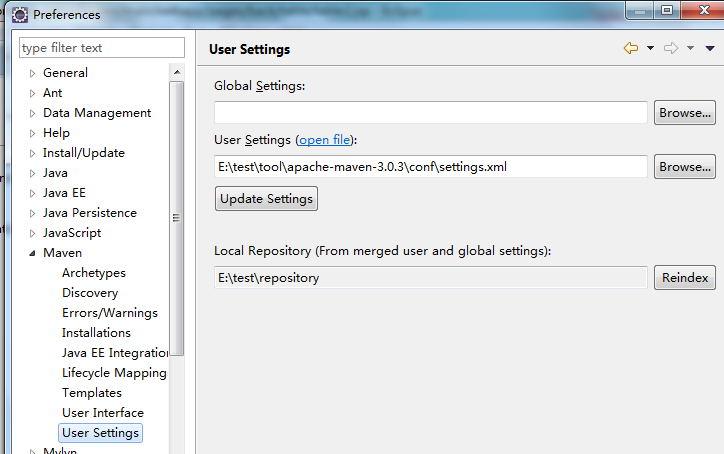 Preferences
type filter text
General
Ant
Data Management
Help
Install/Update
Java
Java EE
Java Persistence
JavaScript
Maven
Archetypes
Discovery
Errors/Warnings
Installations
Java EE Integration
Lifecycle Mapping
Templates
User Interface
User Settings
Mylyn
User Settings
Global Settings:
Browse...
User Settings (open file):
E:\test\tool\apache-maven-3.0.3\conf\settings.xml
Browse...
Update Settings
Local Repository (From merged user and global settings):
E:\test\repository
Reindex